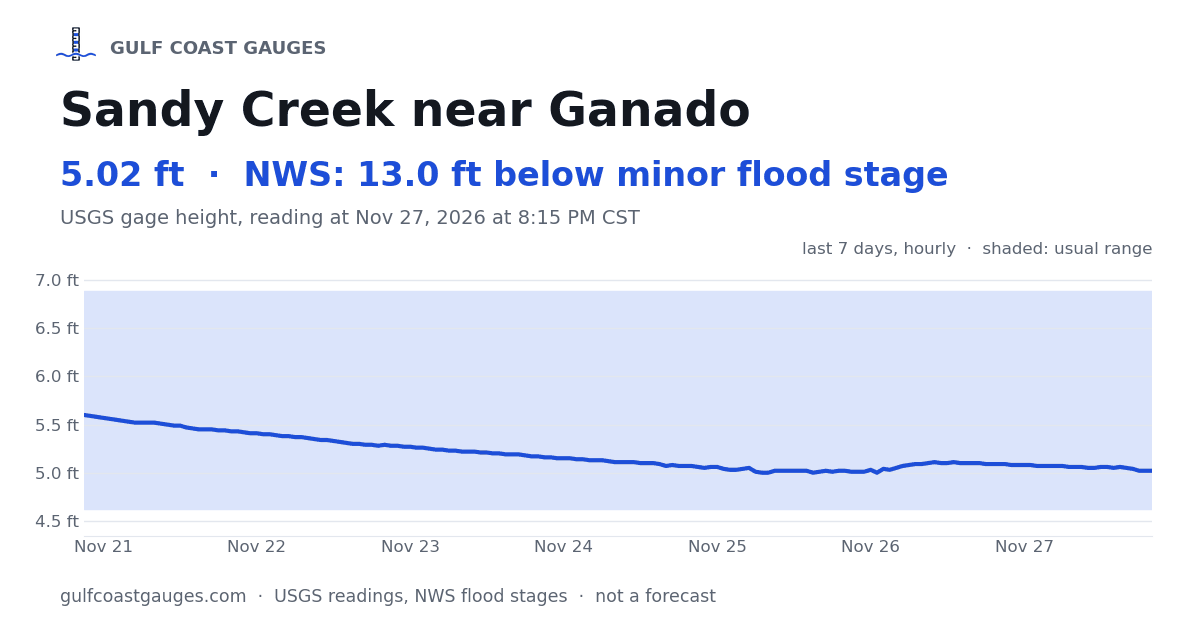 GULF COAST GAUGES
Sandy Creek near Ganado
5.02 ft · NWS: 13.0 ft below minor flood stage
USGS gage height, reading at Nov 27, 2026 at 8:15 PM CST
last 7 days, hourly · shaded: usual range
7.0 ft
6.5 ft
6.0 ft
5.5 ft
5.0 ft
4.5 ft
Nov 21 Nov 22 Nov 23 Nov 24 Nov 25 Nov 26 Nov 27
gulfcoastgauges.com · USGS readings, NWS flood stages · not a forecast